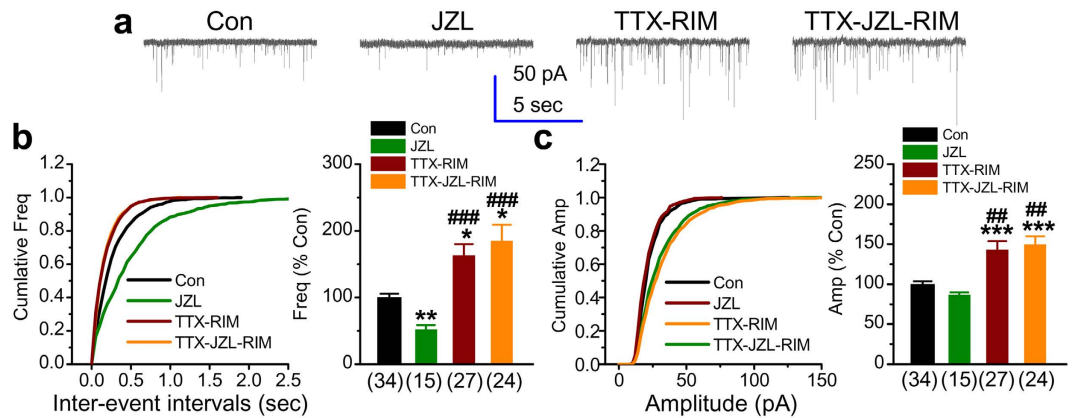 a
Con
JZL
TTX-RIM
TTX-JZL-RIM
50 pA
5 sec
b
Cumlative Freq
1.2
1.0
0.8
0.6
0.4
0.2
0.0
Con
JZL
TTX-RIM
TTX-JZL-RIM
0.0 0.5 1.0 1.5 2.0 2.5
Inter-event intervals (sec)
Con
JZL
TTX-RIM
TTX-JZL-RIM
Freq (% Con)
300
200
100
0
**
###
*
###
*
(34) (15) (27) (24)
c
Cumulative Amp
1.2
1.0
0.8
0.6
0.4
0.2
0.0
Con
JZL
TTX-RIM
TTX-JZL-RIM
0 50 100 150
Amplitude (pA)
Con
JZL
TTX-RIM
TTX-JZL-RIM
Amp (% Con)
250
200
150
100
50
0
##
***
##
***
(34) (15) (27) (24)